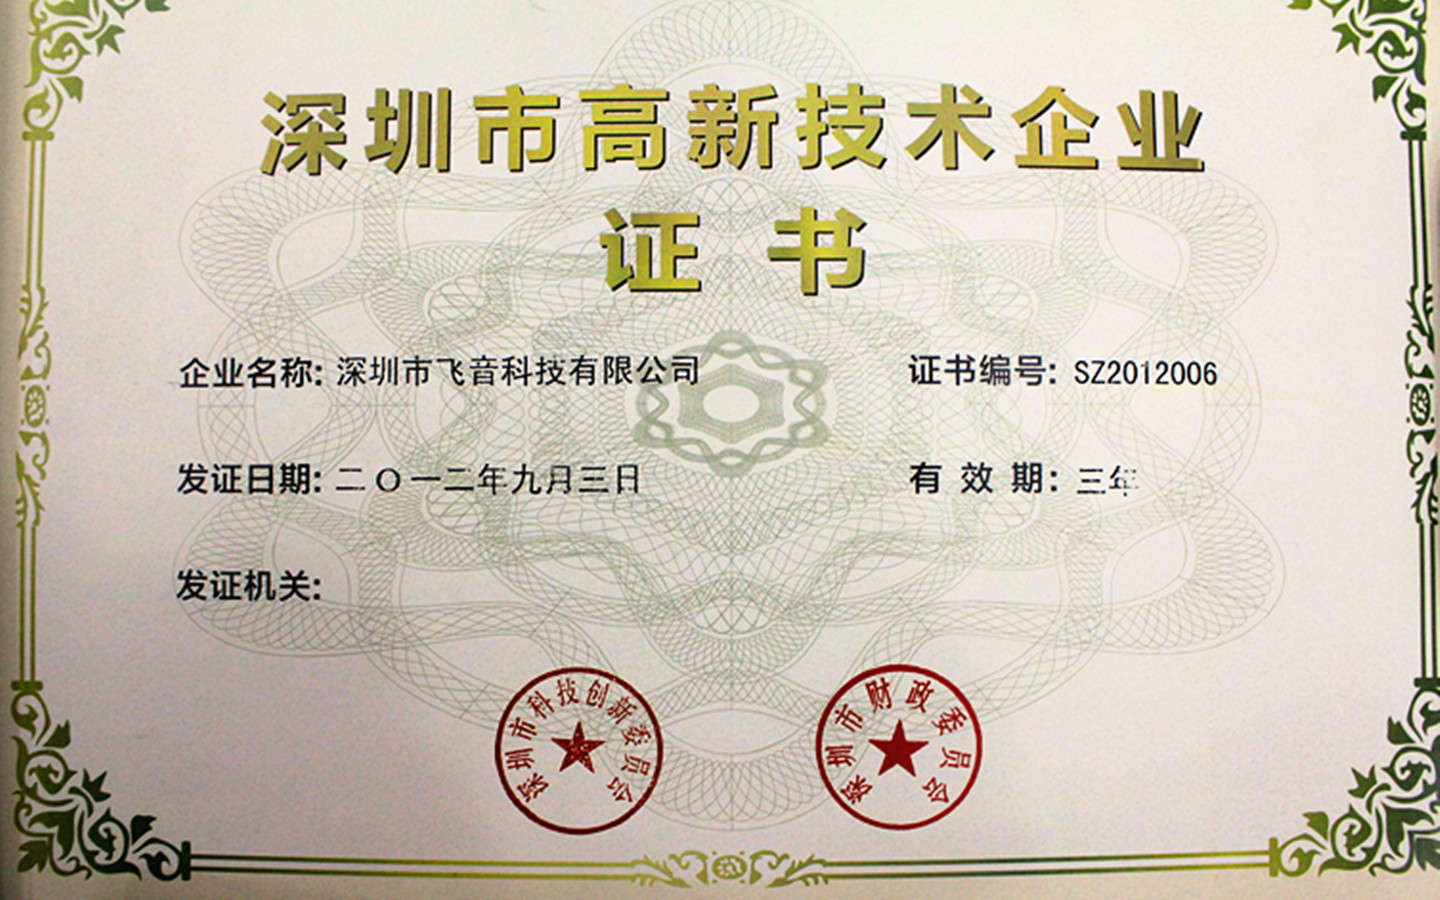 深圳市高新技术企业
证书
企业名称: 深圳市飞音科技有限公司
证书编号: SZ2012006
发证日期: 二〇一二年九月三日
有效期: 三年
发证机关:
深圳市科技创新委员会
深圳市财政委员会